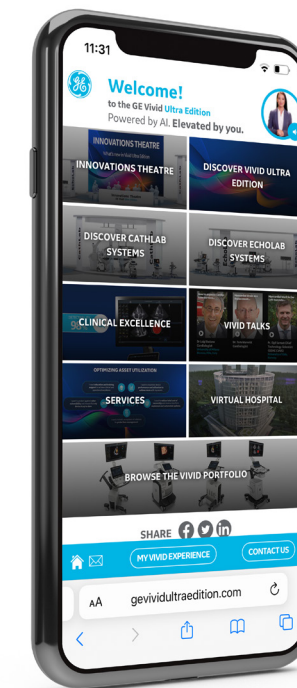 11:31
Welcome!
to the GE Vivid Ultra Edition
Powered by AI. Elevated by you.
INNOVATIONS THEATRE
INNOVATIONS THEATRE
DISCOVER VIVID ULTRA
EDITION
DISCOVER CATHLAB
SYSTEMS
DISCOVER ECHOLAB
SYSTEMS
CLINICAL EXCELLENCE
VIVID TALKS
OPTIMIZING ASSET UTILIZATION
SERVICES
VIRTUAL HOSPITAL
BROWSE THE VIVID PORTFOLIO
SHARE
MY VIVID EXPERIENCE
CONTACT US
AA
gevividultraedition.com